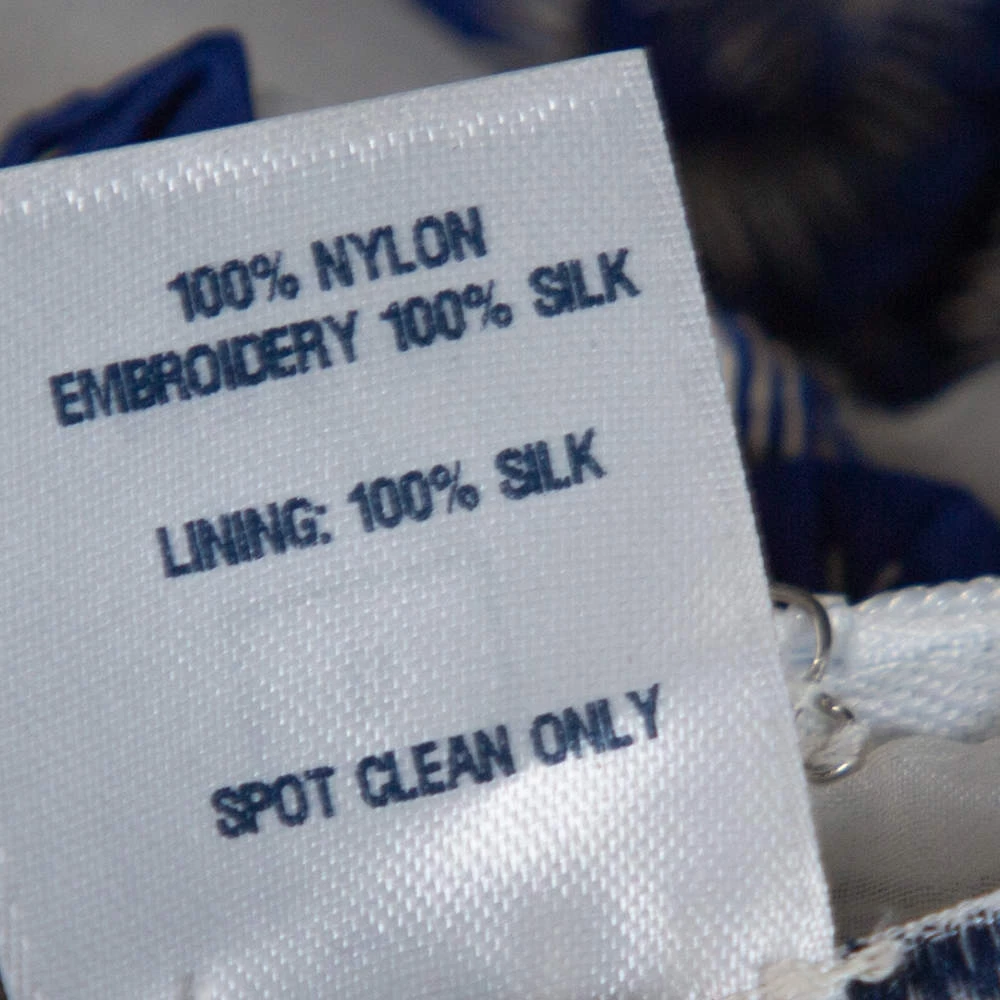 100% NYLON
EMBROIDERY 100% SILK
LINING: 100% SILK
SPOT CLEAN ONLY